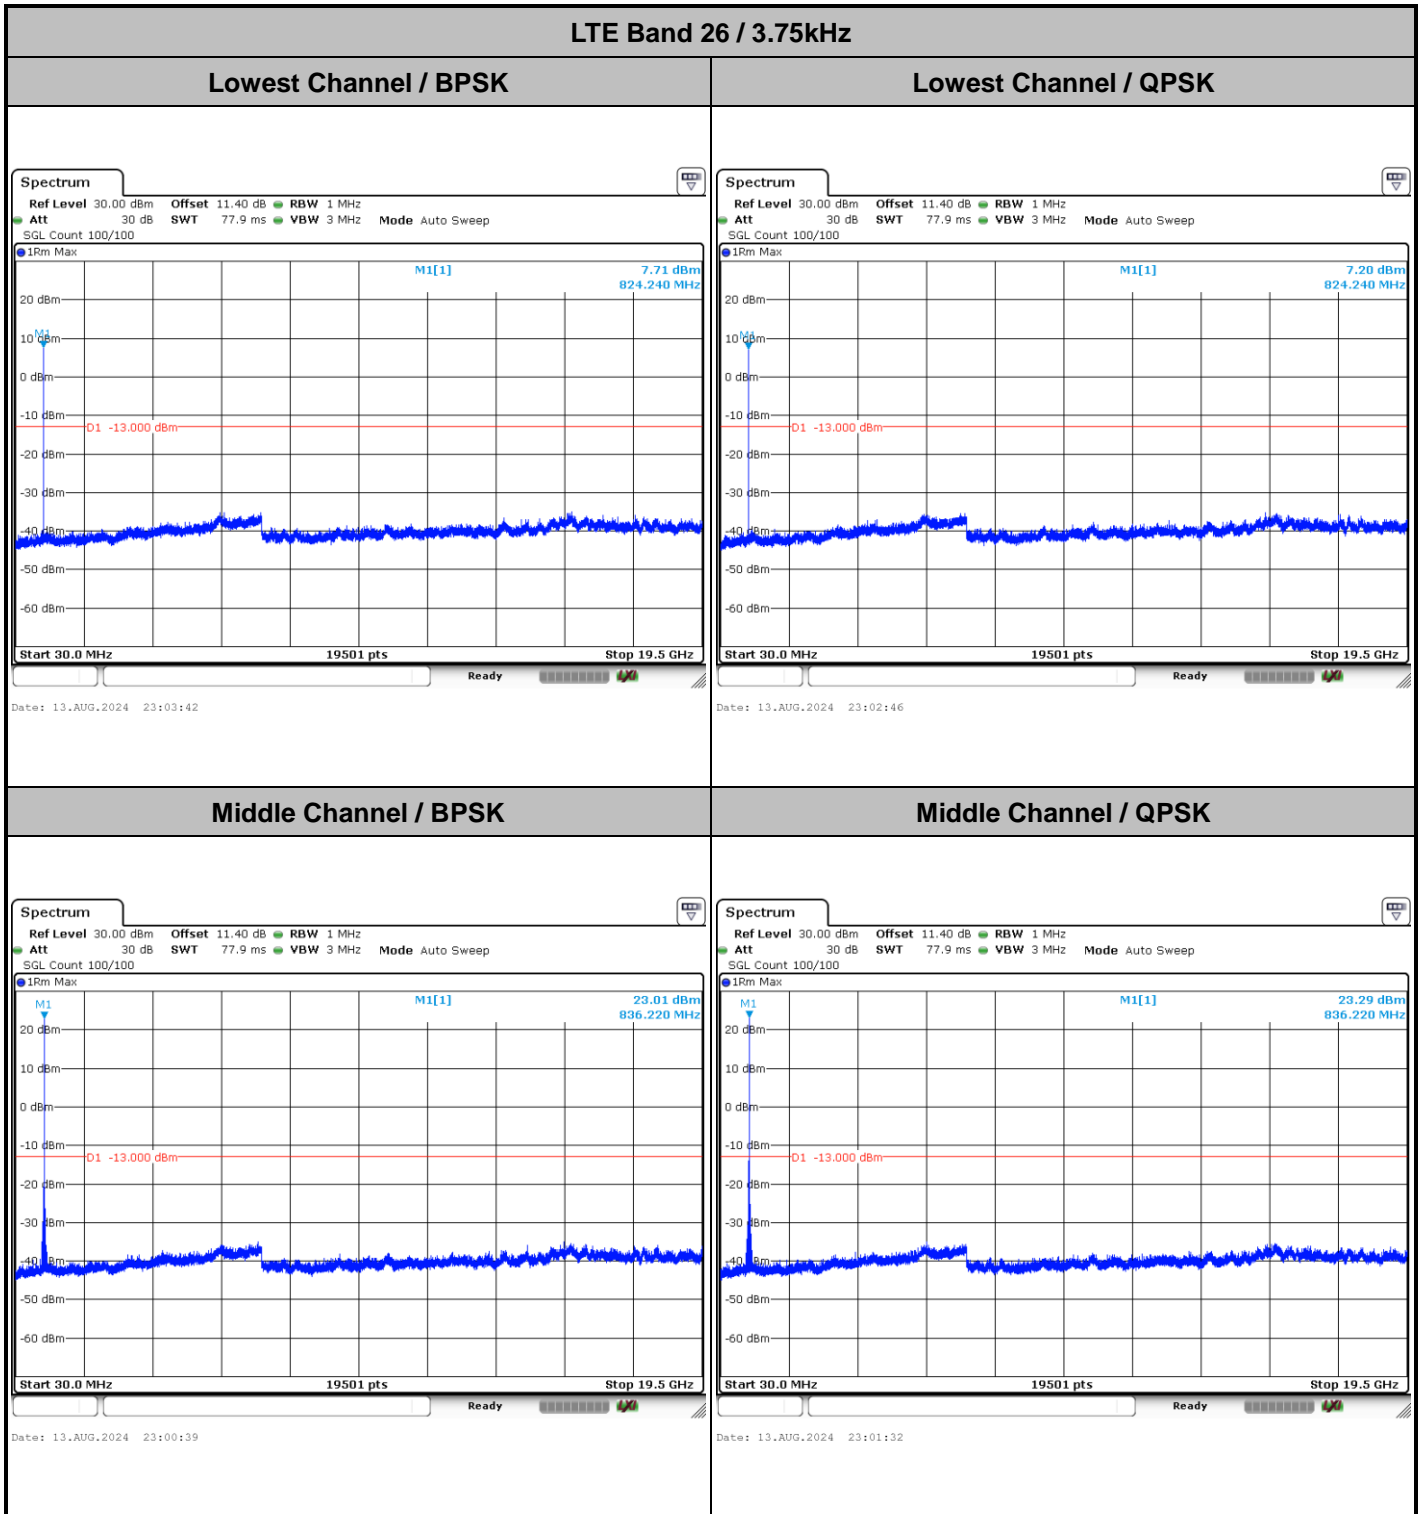 LTE Band 26 / 3.75kHz
Lowest Channel / BPSK
Lowest Channel / QPSK
Spectrum
Ref Level 30.00 dBm Offset 11.40 dB RBW 1 MHz
Att 30 dB SWT 77.9 ms VBW 3 MHz Mode Auto Sweep
SGL Count 100/100
1Rm Max
M1[1] 7.71 dBm
824.240 MHz
20 dBm
M1
10 dBm
0 dBm
-10 dBm
D1 -13.000 dBm
-20 dBm
-30 dBm
-40 dBm
-50 dBm
-60 dBm
Start 30.0 MHz 19501 pts Stop 19.5 GHz
Ready LXI
Date: 13.AUG.2024 23:03:42
Spectrum
Ref Level 30.00 dBm Offset 11.40 dB RBW 1 MHz
Att 30 dB SWT 77.9 ms VBW 3 MHz Mode Auto Sweep
SGL Count 100/100
1Rm Max
M1[1] 7.20 dBm
824.240 MHz
20 dBm
M1
10 dBm
0 dBm
-10 dBm
D1 -13.000 dBm
-20 dBm
-30 dBm
-40 dBm
-50 dBm
-60 dBm
Start 30.0 MHz 19501 pts Stop 19.5 GHz
Ready LXI
Date: 13.AUG.2024 23:02:46
Middle Channel / BPSK
Middle Channel / QPSK
Spectrum
Ref Level 30.00 dBm Offset 11.40 dB RBW 1 MHz
Att 30 dB SWT 77.9 ms VBW 3 MHz Mode Auto Sweep
SGL Count 100/100
1Rm Max
M1[1] 23.01 dBm
M1 836.220 MHz
20 dBm
10 dBm
0 dBm
-10 dBm
D1 -13.000 dBm
-20 dBm
-30 dBm
-40 dBm
-50 dBm
-60 dBm
Start 30.0 MHz 19501 pts Stop 19.5 GHz
Ready LXI
Date: 13.AUG.2024 23:00:39
Spectrum
Ref Level 30.00 dBm Offset 11.40 dB RBW 1 MHz
Att 30 dB SWT 77.9 ms VBW 3 MHz Mode Auto Sweep
SGL Count 100/100
1Rm Max
M1[1] 23.29 dBm
M1 836.220 MHz
20 dBm
10 dBm
0 dBm
-10 dBm
D1 -13.000 dBm
-20 dBm
-30 dBm
-40 dBm
-50 dBm
-60 dBm
Start 30.0 MHz 19501 pts Stop 19.5 GHz
Ready LXI
Date: 13.AUG.2024 23:01:32